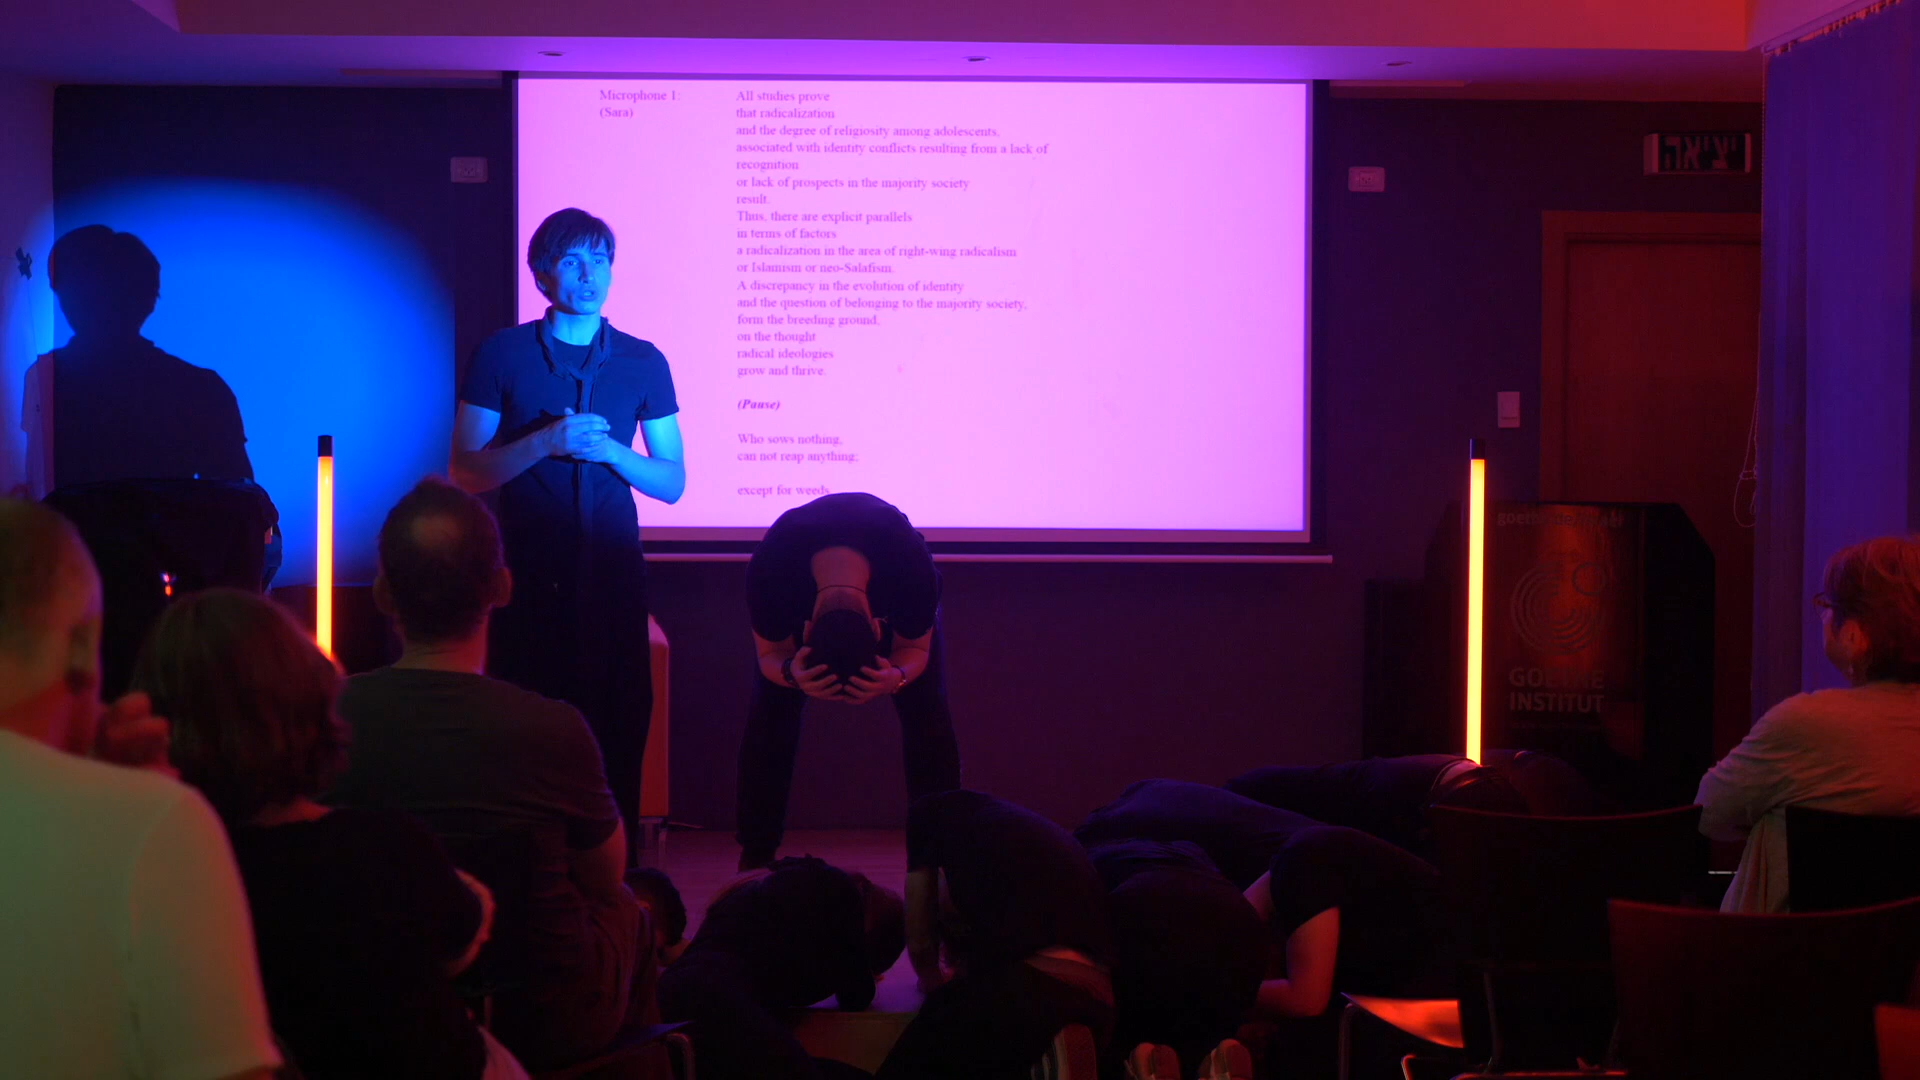 Microphone 1:
(Sara)
All studies prove
that radicalization
and the degree of religiosity among adolescents,
associated with identity conflicts resulting from a lack of
recognition
or lack of prospects in the majority society
result.
Thus, there are explicit parallels
in terms of factors
a radicalization in the area of right-wing radicalism
or Islamism or neo-Salafism.
A discrepancy in the evolution of identity
and the question of belonging to the majority society,
form the breeding ground,
on the thought
radical ideologies
grow and thrive.
(Pause)
Who sows nothing,
can not reap anything;
except for weeds
יציאה
GOETHE
INSTITUT